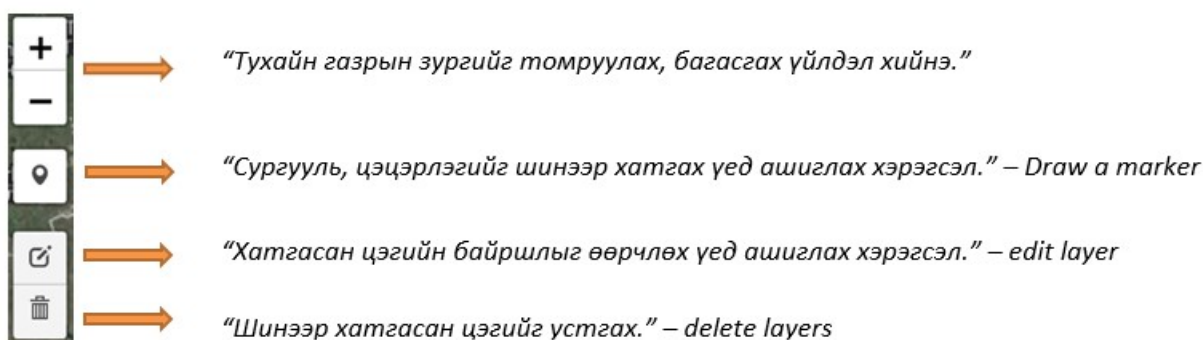 +
“Тухайн газрын зургийг томруулах, багасгах үйлдэл хийнэ.”
−
“Сургууль, цэцэрлэгийг шинээр хатгах үед ашиглах хэрэгсэл.” – Draw a marker
“Хатгасан цэгийн байршлыг өөрчлөх үед ашиглах хэрэгсэл.” – edit layer
“Шинээр хатгасан цэгийг устгах.” – delete layers